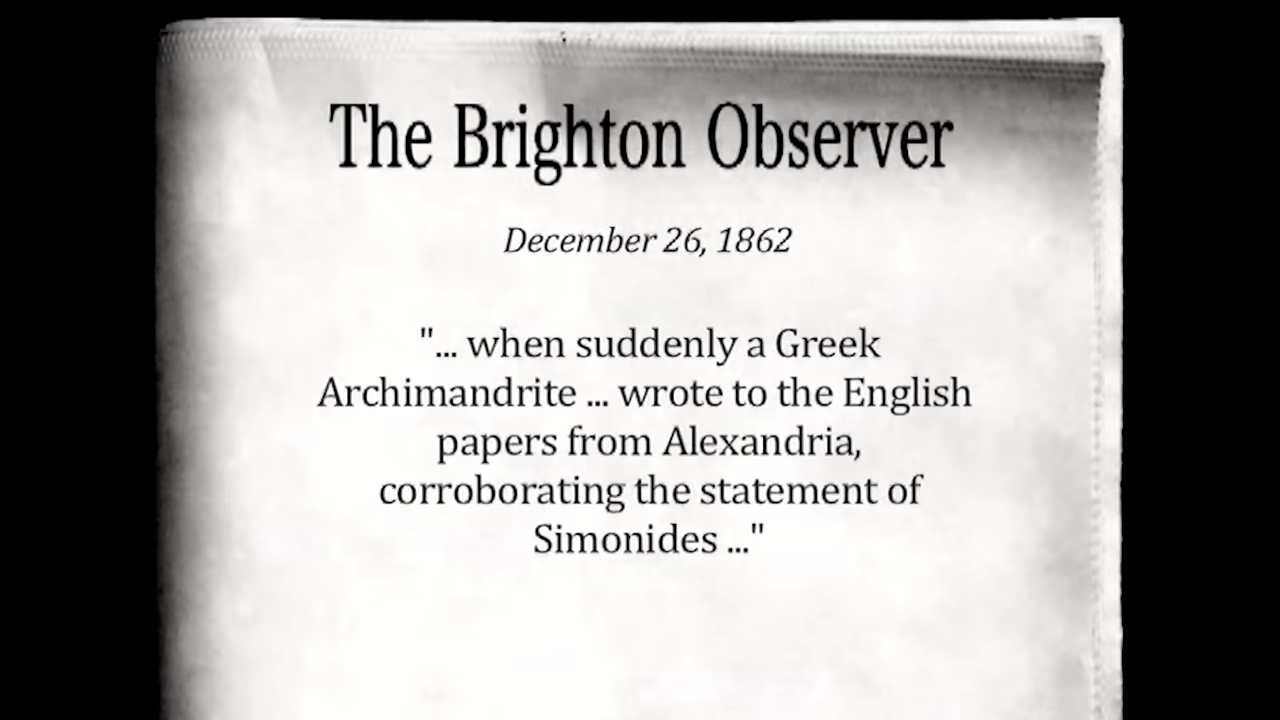 The Brighton Observer
December 26, 1862
"... when suddenly a Greek
Archimandrite ... wrote to the English
papers from Alexandria,
corroborating the statement of
Simonides ..."